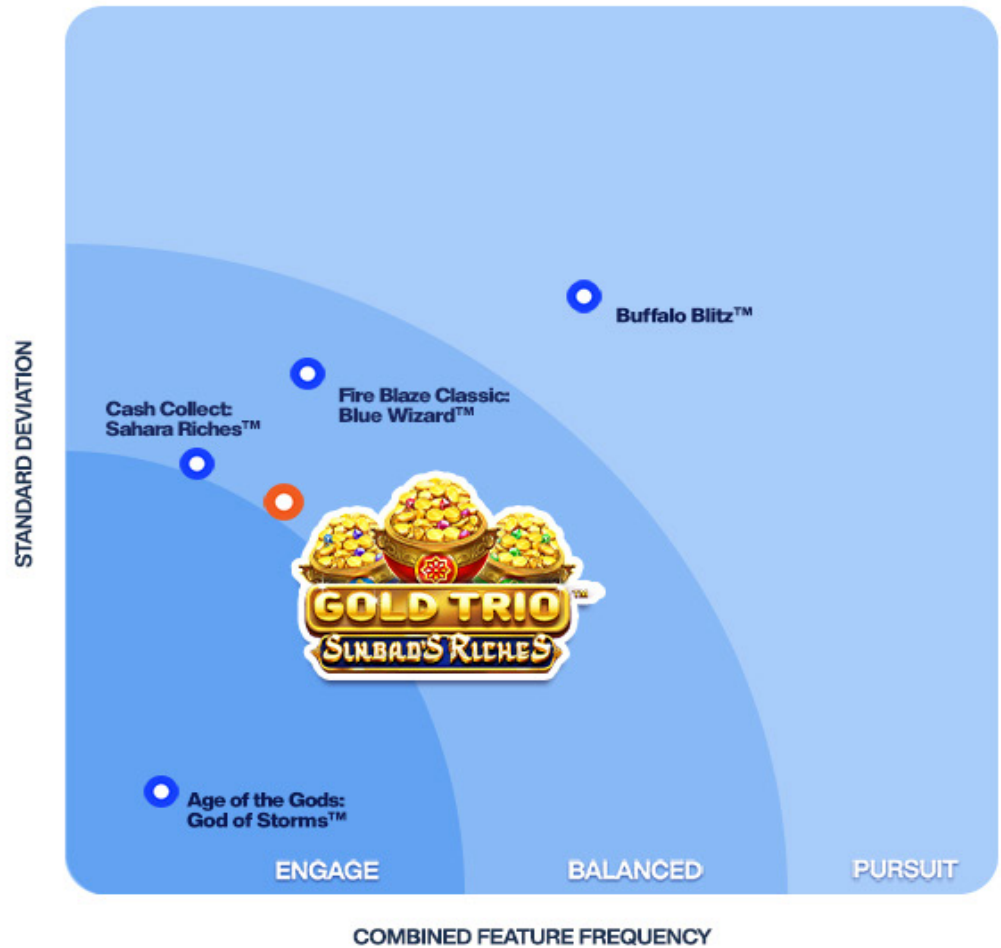 STANDARD DEVIATION
Buffalo Blitz™
Fire Blaze Classic:
Blue Wizard™
Cash Collect:
Sahara Riches™
GOLD TRIO™
SINBAD'S RICHES
Age of the Gods:
God of Storms™
ENGAGE
BALANCED
PURSUIT
COMBINED FEATURE FREQUENCY